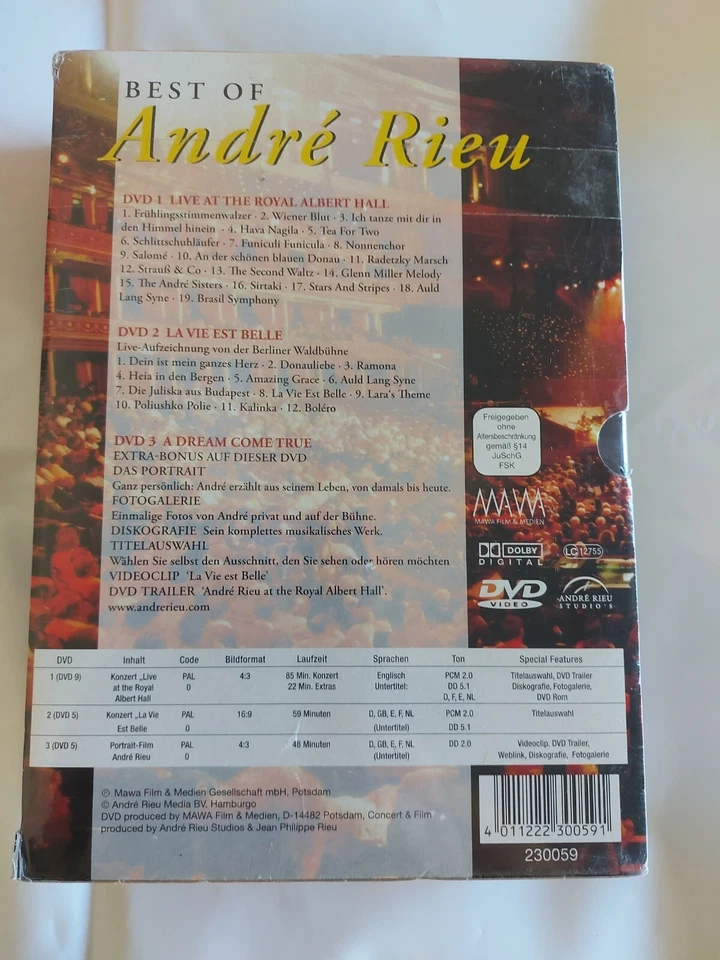 BEST OF
André Rieu
DVD 1 LIVE AT THE ROYAL ALBERT HALL
1. Frühlingsstimmenwalzer · 2. Wiener Blut · 3. Ich tanze mit dir in
den Himmel hinein · 4. Hava Nagila · 5. Tea For Two
6. Schlittschuhläufer · 7. Funiculi Funicula · 8. Nonnenchor
9. Salomé · 10. An der schönen blauen Donau · 11. Radetzky Marsch
12. Strauß & Co · 13. The Second Waltz · 14. Glenn Miller Melody
15. The André Sisters · 16. Sirtaki · 17. Stars And Stripes · 18. Auld
Lang Syne · 19. Brasil Symphony
DVD 2 LA VIE EST BELLE
Live-Aufzeichnung von der Berliner Waldbühne
1. Dein ist mein ganzes Herz · 2. Donauliebe · 3. Ramona
4. Heia in den Bergen · 5. Amazing Grace · 6. Auld Lang Syne
7. Die Juliska aus Budapest · 8. La Vie Est Belle · 9. Lara's Theme
10. Poliushko Polie · 11. Kalinka · 12. Boléro
DVD 3 A DREAM COME TRUE
EXTRA-BONUS AUF DIESER DVD
DAS PORTRAIT
Ganz persönlich: André erzählt aus seinem Leben, von damals bis heute.
FOTOGALERIE
Einmalige Fotos von André privat und auf der Bühne.
DISKOGRAFIE Sein komplettes musikalisches Werk.
TITELAUSWAHL
Wählen Sie selbst den Ausschnitt, den Sie sehen oder hören möchten
VIDEOCLIP 'La Vie est Belle'
DVD TRAILER 'André Rieu at the Royal Albert Hall'.
www.andrerieu.com
Freigegeben
ohne
Altersbeschränkung
gemäß §14
JuSchG
FSK
MAWA
MAWA FILM & MEDIEN
DOLBY
DIGITAL
LC 12755
DVD
VIDEO
ANDRÉ RIEU
STUDIO'S
DVD Inhalt Code Bildformat Laufzeit Sprachen Ton Special Features
1 (DVD 9) Konzert „Live PAL 4:3 85 Min. Konzert Englisch PCM 2.0 Titelauswahl, DVD Trailer
at the Royal 0 22 Min. Extras Untertitel: DD 5.1 Diskografie, Fotogalerie,
Albert Hall D, F, E, NL DVD Rom
2 (DVD 5) Konzert „La Vie PAL 16:9 59 Minuten D, GB, E, F, NL PCM 2.0 Titelauswahl
Est Belle 0 (Untertitel) DD 5.1
3 (DVD 5) Portrait-Film PAL 4:3 48 Minuten D, GB, E, F, NL DD 2.0 Videoclip. DVD Trailer,
André Rieu 0 (Untertitel) Weblink, Diskografie, Fotogalerie
℗ Mawa Film & Medien Gesellschaft mbH, Potsdam
© André Rieu Media BV, Hamburgo
DVD produced by MAWA Film & Medien, D-14482 Potsdam, Concert & Film
produced by André Rieu Studios & Jean Philippe Rieu
4 011222 300591
230059